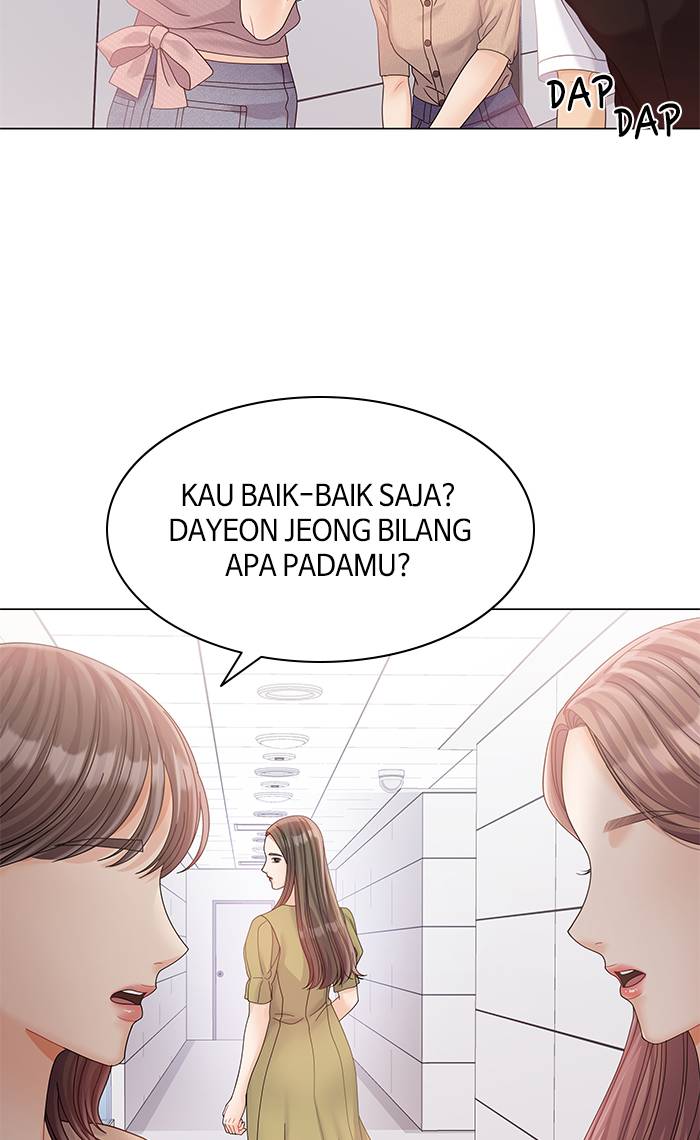 DAP
DAP
KAU BAIK-BAIK SAJA?
DAYEON JEONG BILANG
APA PADAMU?